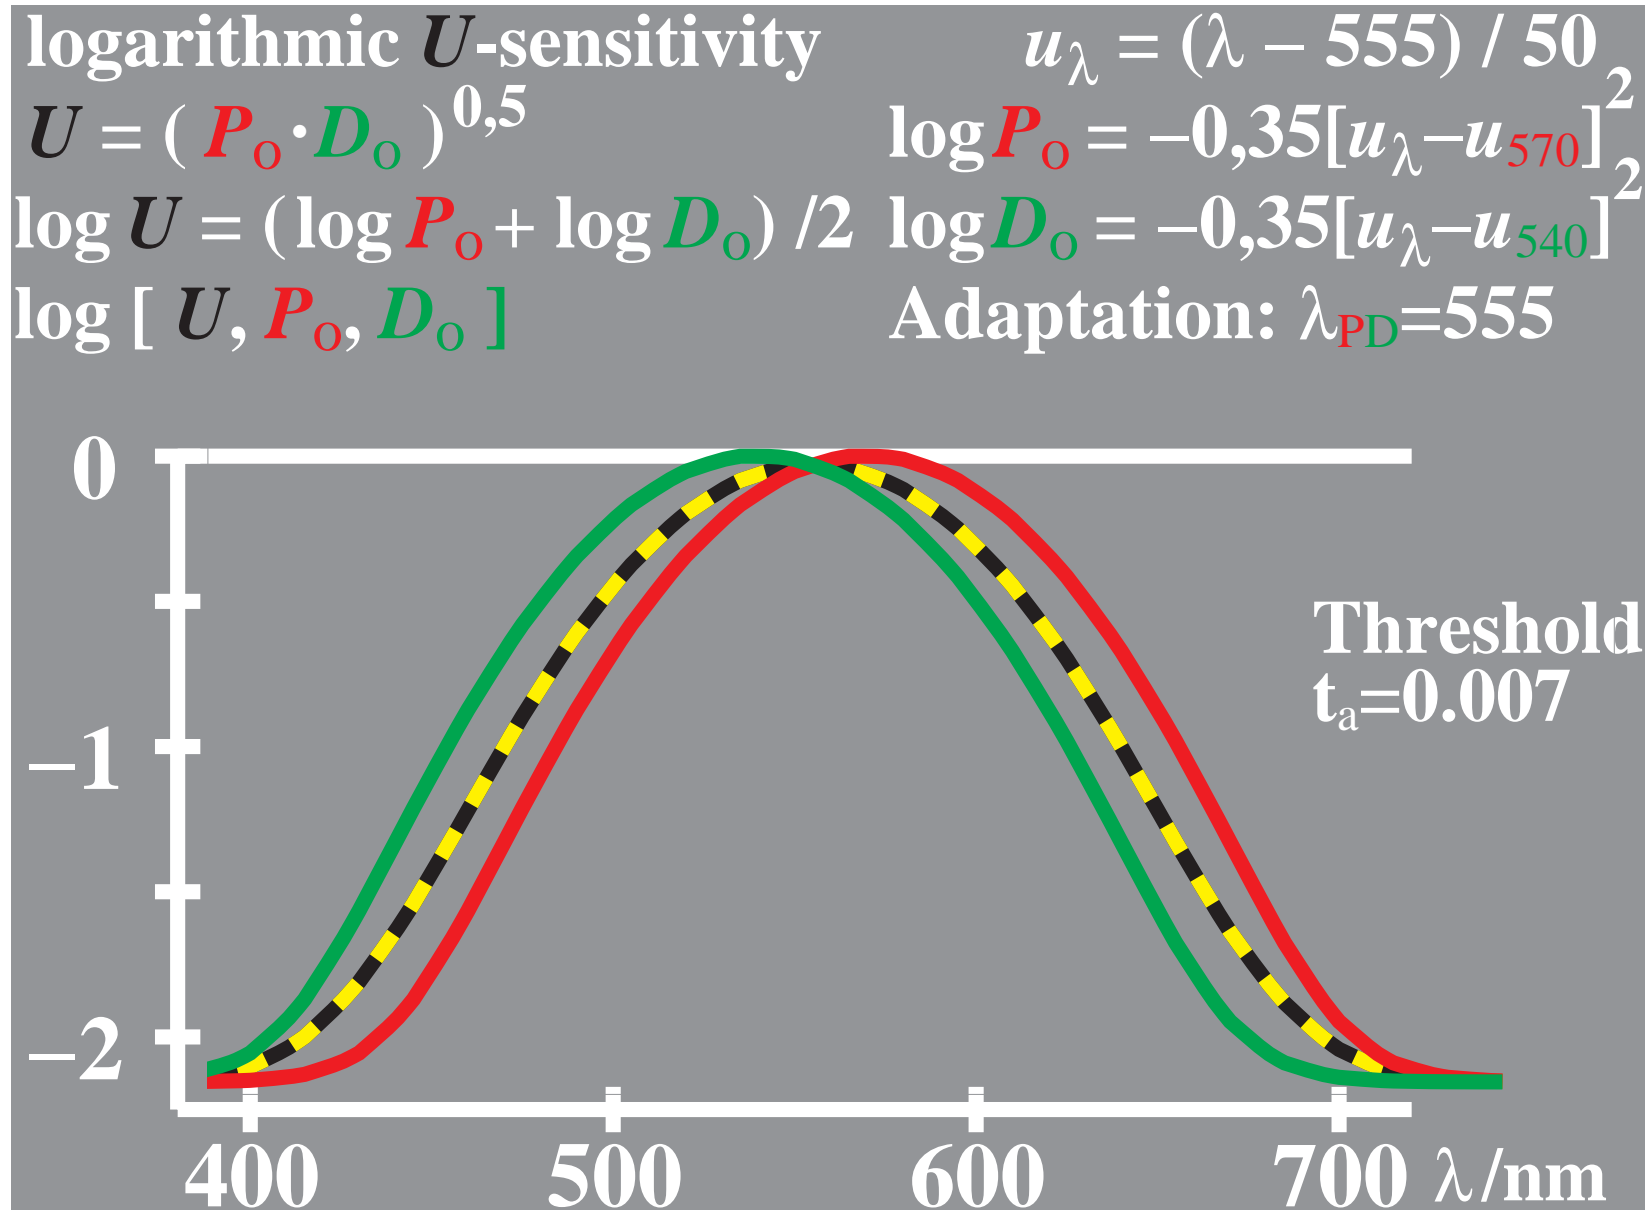 logarithmic U-sensitivity
U = ( Po·Do )^0,5
log U = (log Po + log Do) /2
log [ U, Po, Do ]
uλ = (λ – 555) / 50
log Po = –0,35[uλ–u570]^2
log Do = –0,35[uλ–u540]^2
Adaptation: λPD=555
0
–1
–2
Threshold
ta=0.007
400 500 600 700 λ/nm